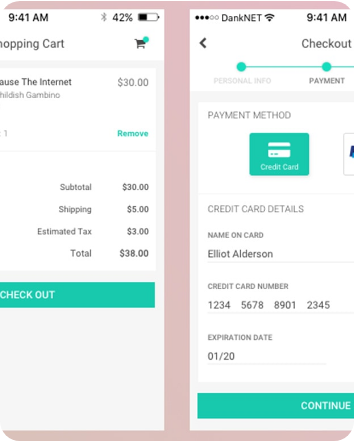 9:41 AM
42%
hopping Cart
ause The Internet
$30.00
hildish Gambino
: 1
Remove
Subtotal $30.00
Shipping $5.00
Estimated Tax $3.00
Total $38.00
CHECK OUT
DankNET
9:41 AM
Checkout
PERSONAL INFO
PAYMENT
PAYMENT METHOD
Credit Card
CREDIT CARD DETAILS
NAME ON CARD
Elliot Alderson
CREDIT CARD NUMBER
1234 5678 8901 2345
EXPIRATION DATE
01/20
CONTINUE